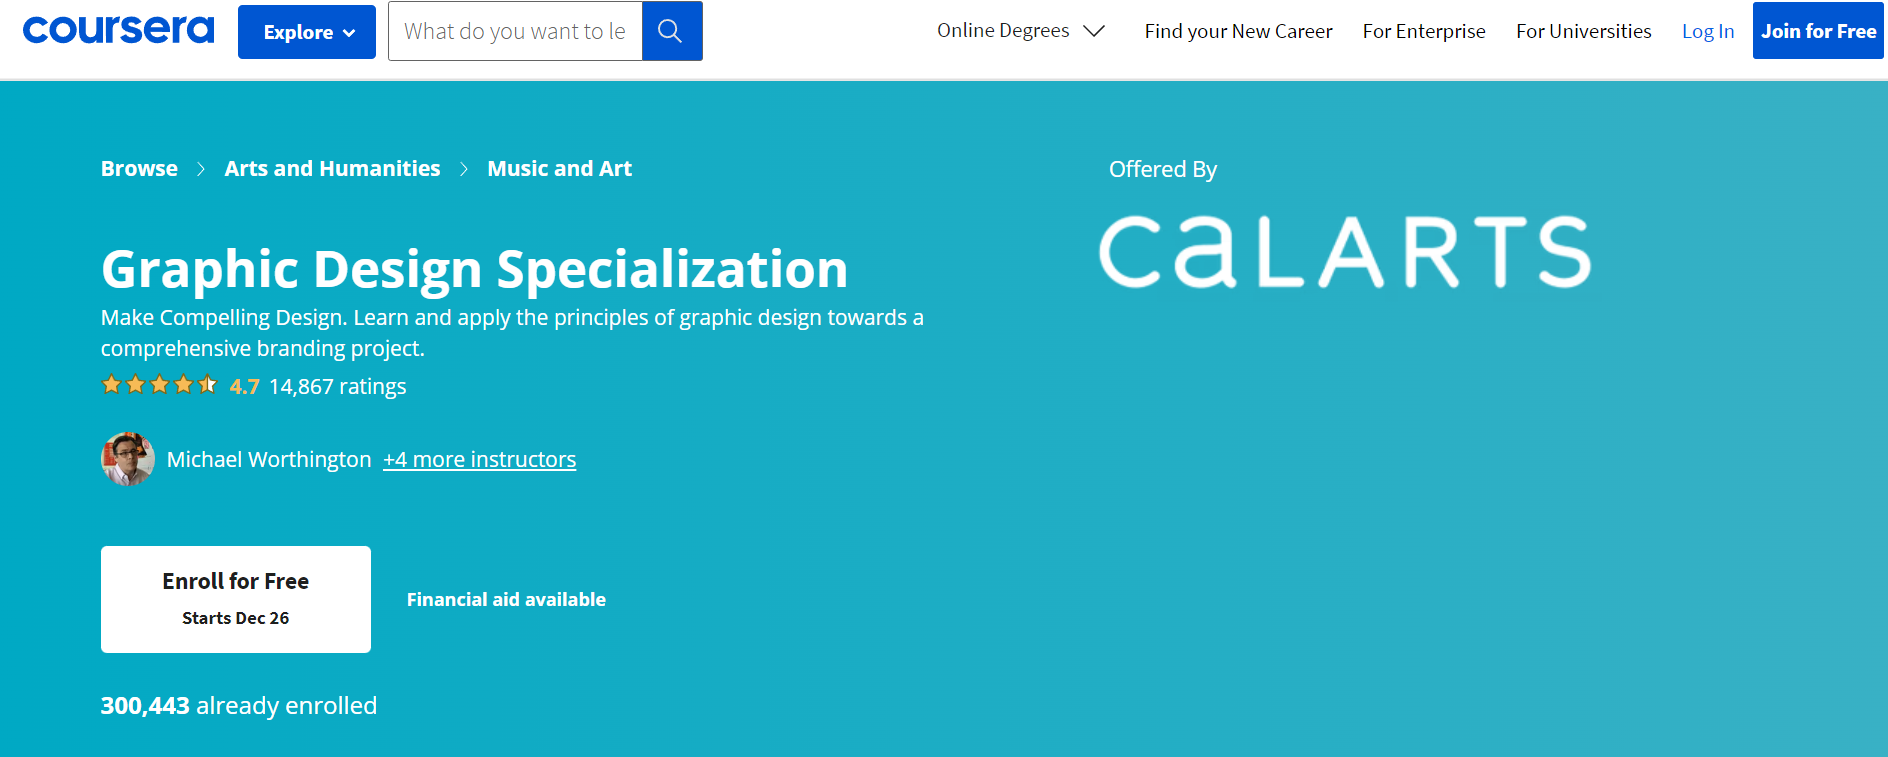 coursera
Explore
What do you want to le
Online Degrees
Find your New Career
For Enterprise
For Universities
Log In
Join for Free
Browse > Arts and Humanities > Music and Art
Graphic Design Specialization
Make Compelling Design. Learn and apply the principles of graphic design towards a
comprehensive branding project.
4.7 14,867 ratings
Michael Worthington +4 more instructors
Enroll for Free
Starts Dec 26
Financial aid available
300,443 already enrolled
Offered By
CaLARTS